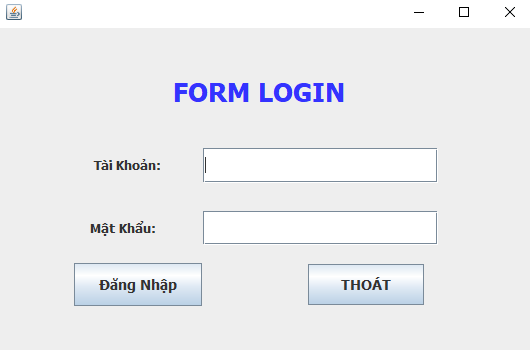 FORM LOGIN
Tài Khoản:
Mật Khẩu:
Đăng Nhập
THOÁT